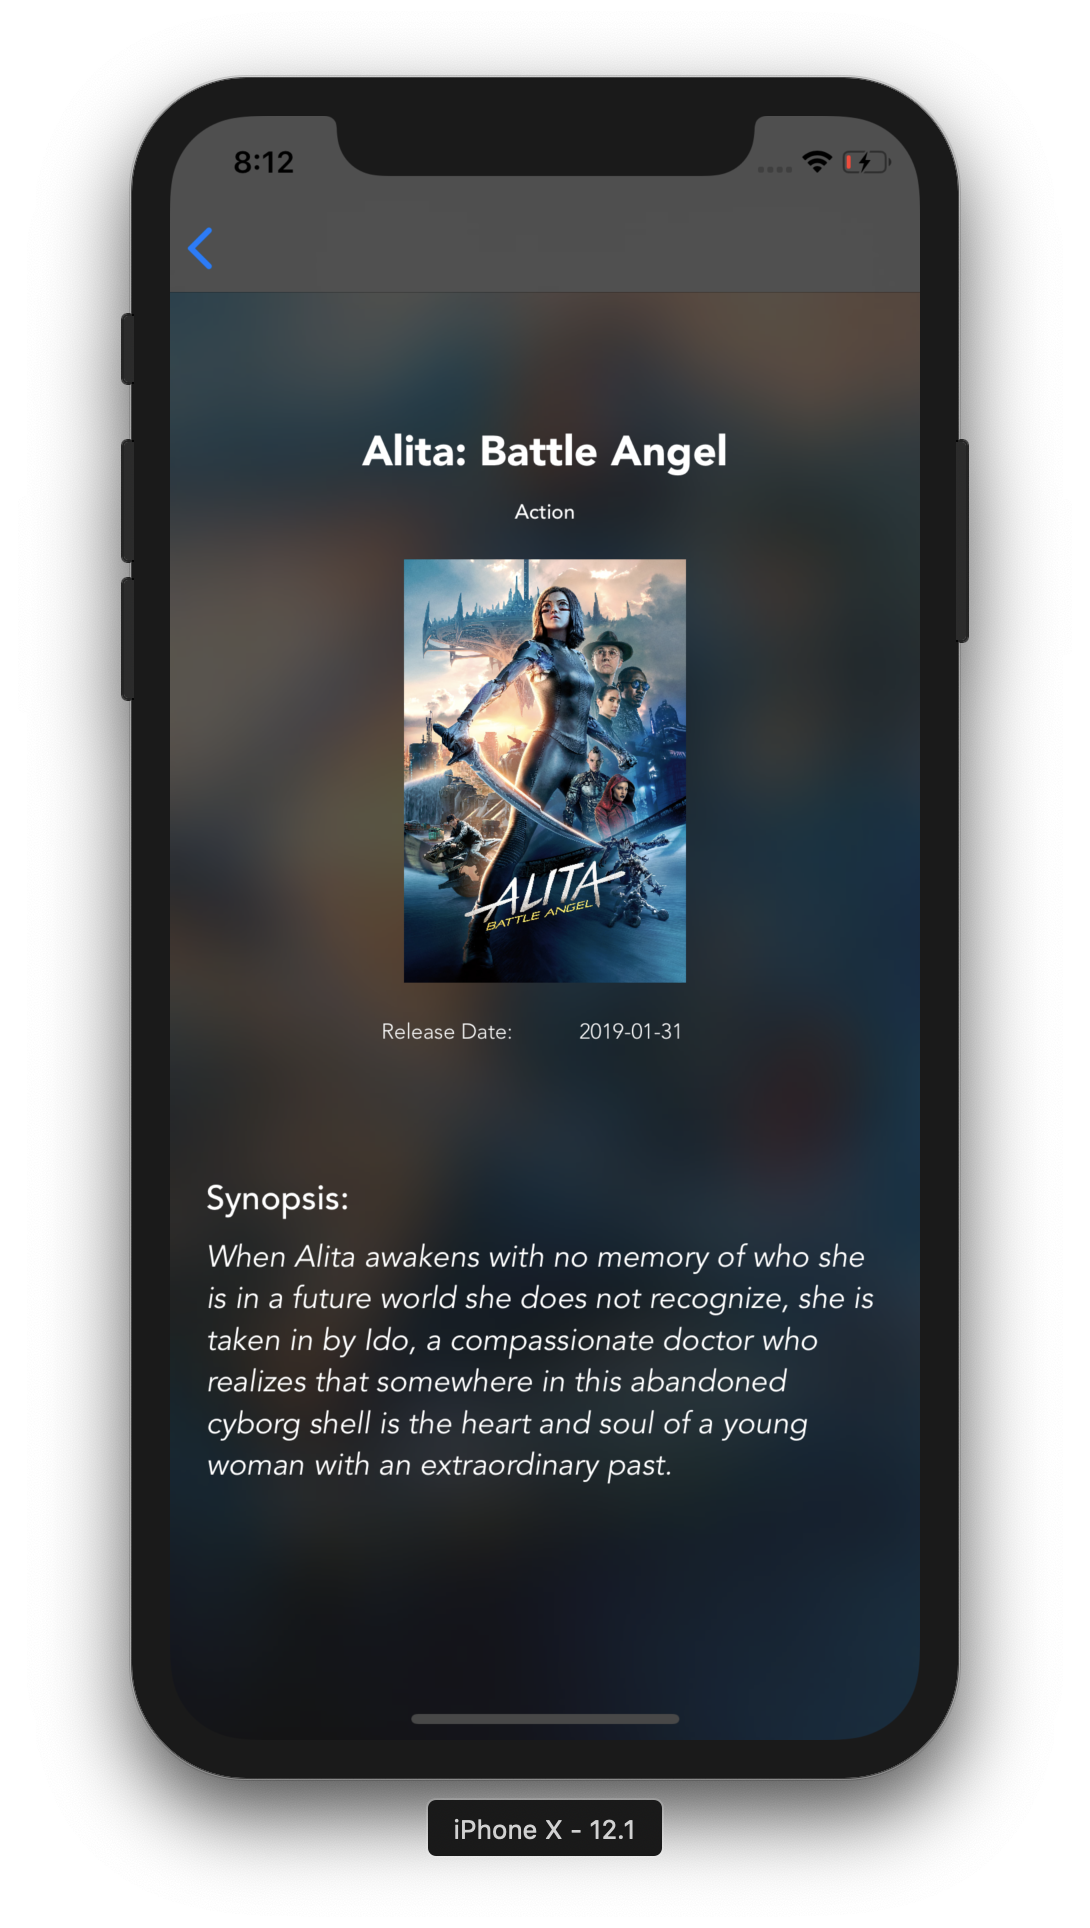 8:12
Alita: Battle Angel
Action
ALITA
BATTLE ANGEL
Release Date: 2019-01-31
Synopsis:
When Alita awakens with no memory of who she
is in a future world she does not recognize, she is
taken in by Ido, a compassionate doctor who
realizes that somewhere in this abandoned
cyborg shell is the heart and soul of a young
woman with an extraordinary past.
iPhone X - 12.1